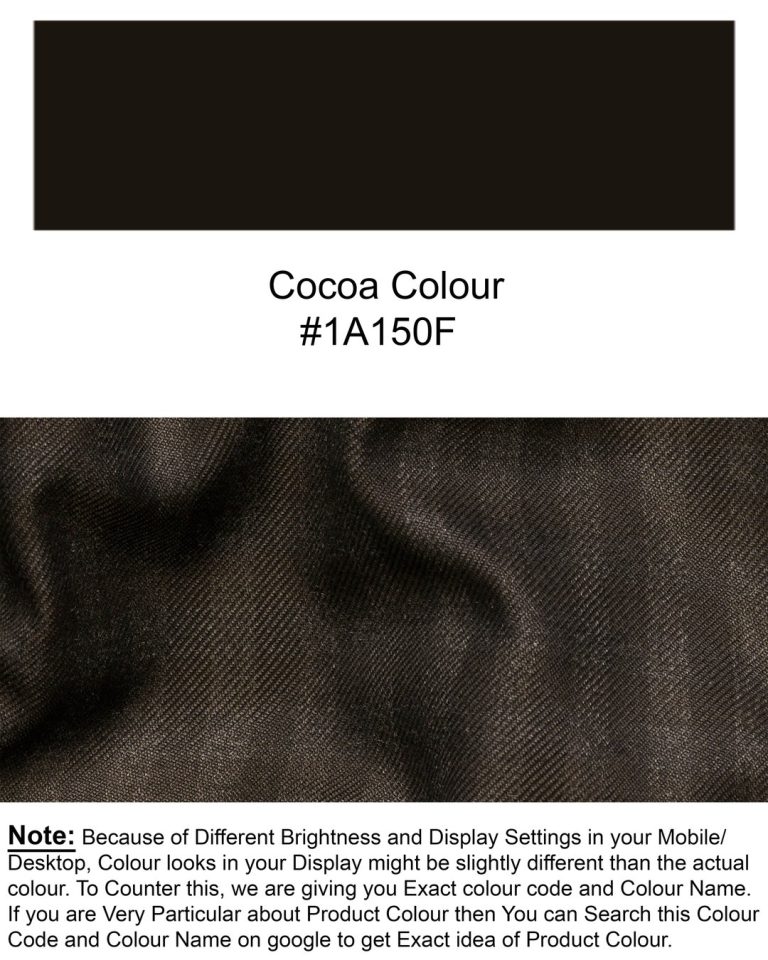 Cocoa Colour
#1A150F
Note: Because of Different Brightness and Display Settings in your Mobile/
Desktop, Colour looks in your Display might be slightly different than the actual
colour. To Counter this, we are giving you Exact colour code and Colour Name.
If you are Very Particular about Product Colour then You can Search this Colour
Code and Colour Name on google to get Exact idea of Product Colour.